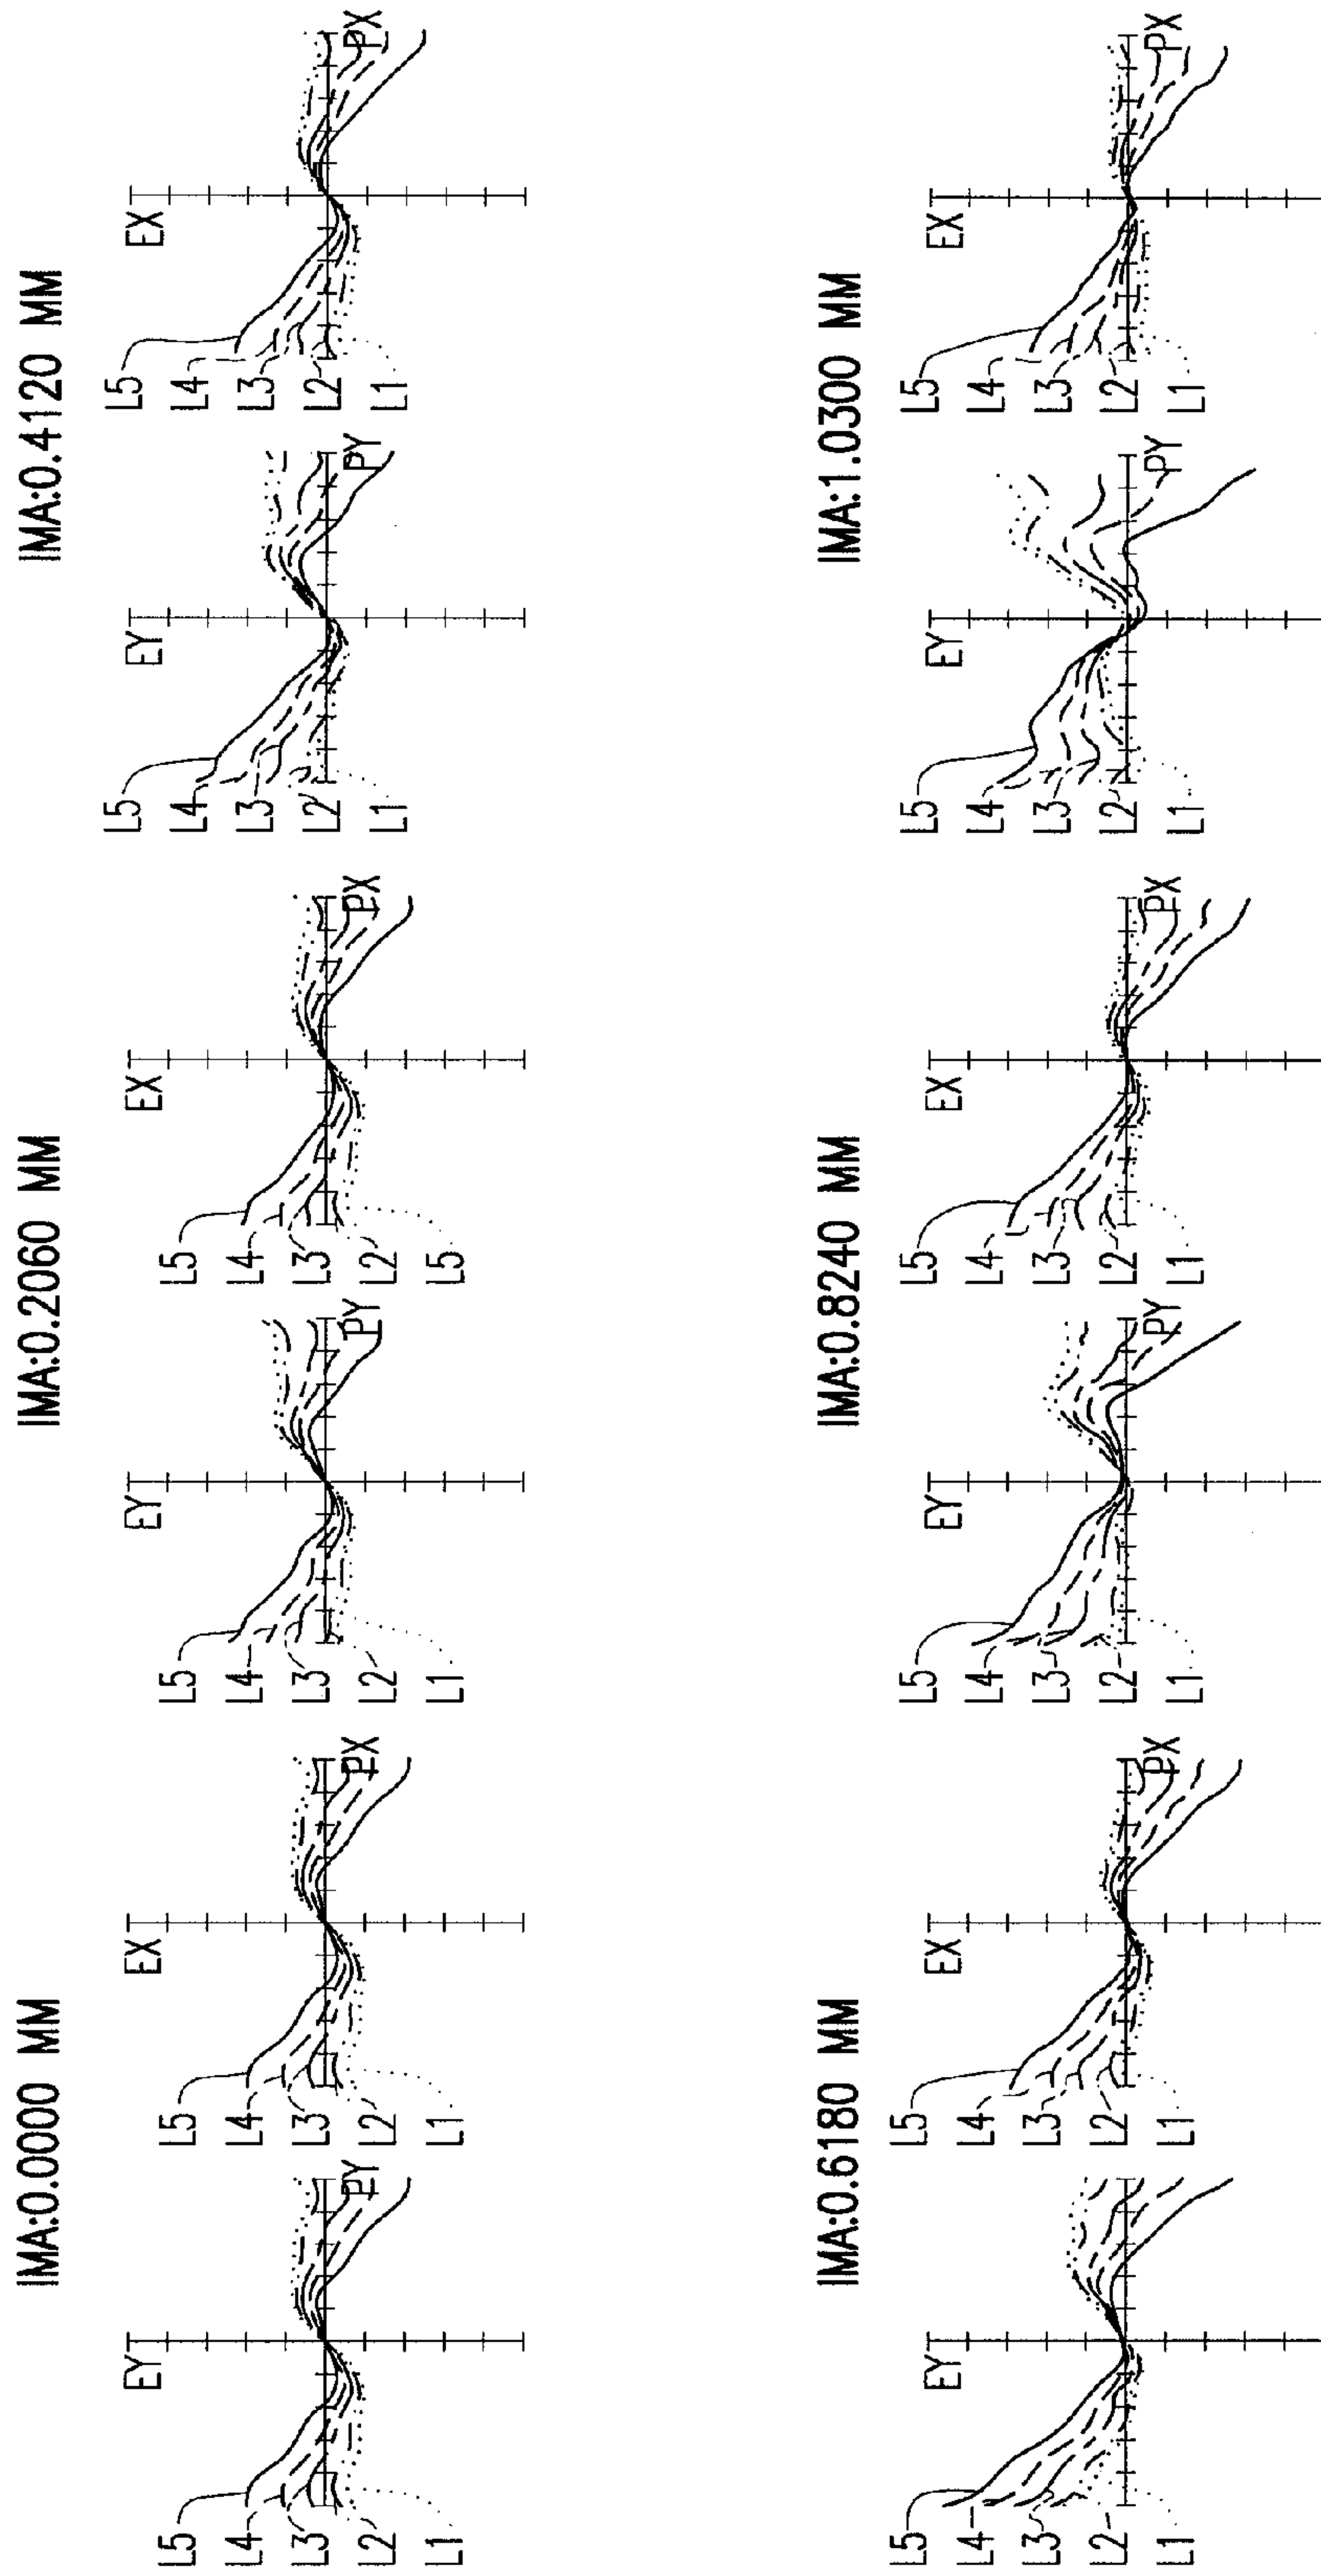 IMA:0.0000 MM
EY
L5
L4
L3
L2
L1
PY
EX
L5
L4
L3
L2
L1
PX
IMA:0.2060 MM
EY
L5
L4
L3
L2
L1
PY
EX
L5
L4
L3
L2
L5
PX
IMA:0.4120 MM
EY
L5
L4
L3
L2
L1
PY
EX
L5
L4
L3
L2
L1
PX
IMA:0.6180 MM
EY
L5
L4
L3
L2
L1
PY
EX
L5
L4
L3
L2
L1
PX
IMA:0.8240 MM
EY
L5
L4
L3
L2
L1
PY
EX
L5
L4
L3
L2
L1
PX
IMA:1.0300 MM
EY
L5
L4
L3
L2
L1
PY
EX
L5
L4
L3
L2
L1
PX